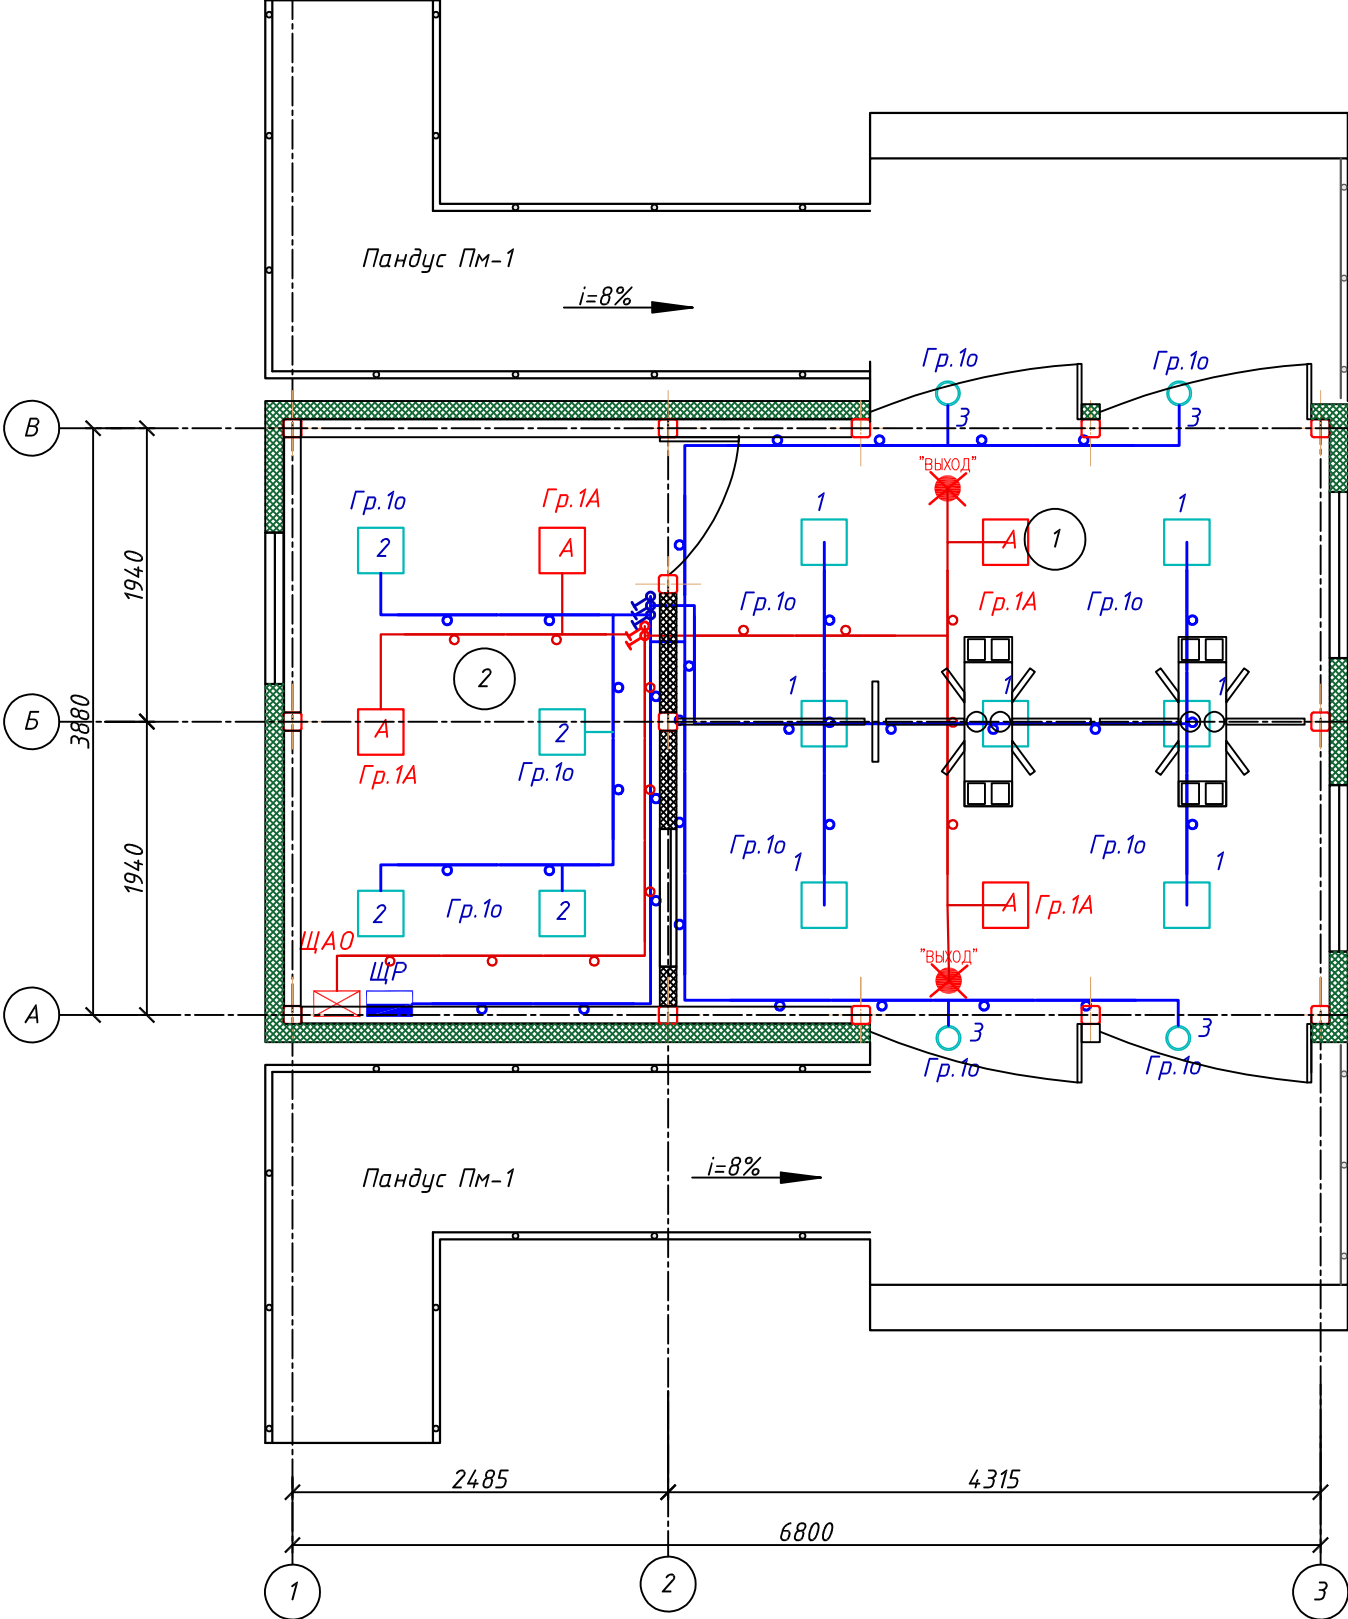 Пандус Пм-1
i=8%
Гр.1о
Гр.1о
3
3
В
"ВЫХОД"
Гр.1о
Гр.1А
1
1
2
А
А
1
1940
Гр.1о
Гр.1А
Гр.1о
2
1
1
1
3880
Б
А
2
Гр.1А
Гр.1о
1940
Гр.1о
1
Гр.1о
1
2
Гр.1о
2
А
Гр.1А
ЩАО
"ВЫХОД"
ЩР
А
3
3
Гр.1о
Гр.1о
Пандус Пм-1
i=8%
2485
4315
6800
1
2
3